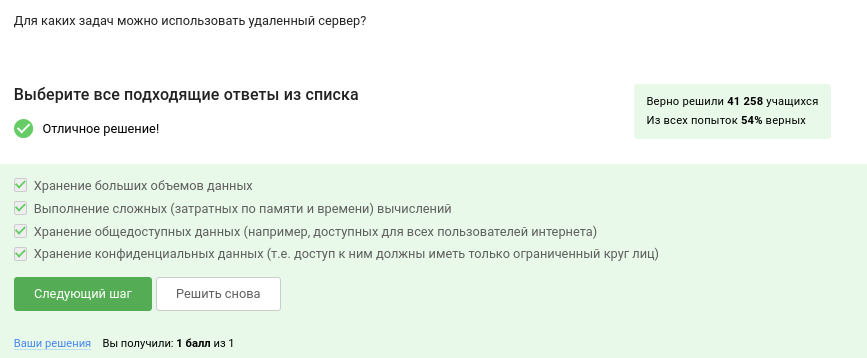 Для каких задач можно использовать удаленный сервер?
Выберите все подходящие ответы из списка
Верно решили 41 258 учащихся
Из всех попыток 54% верных
Отличное решение!
Хранение больших объемов данных
Выполнение сложных (затратных по памяти и времени) вычислений
Хранение общедоступных данных (например, доступных для всех пользователей интернета)
Хранение конфиденциальных данных (т.е. доступ к ним должны иметь только ограниченный круг лиц)
Следующий шаг Решить снова
Ваши решения Вы получили: 1 балл из 1